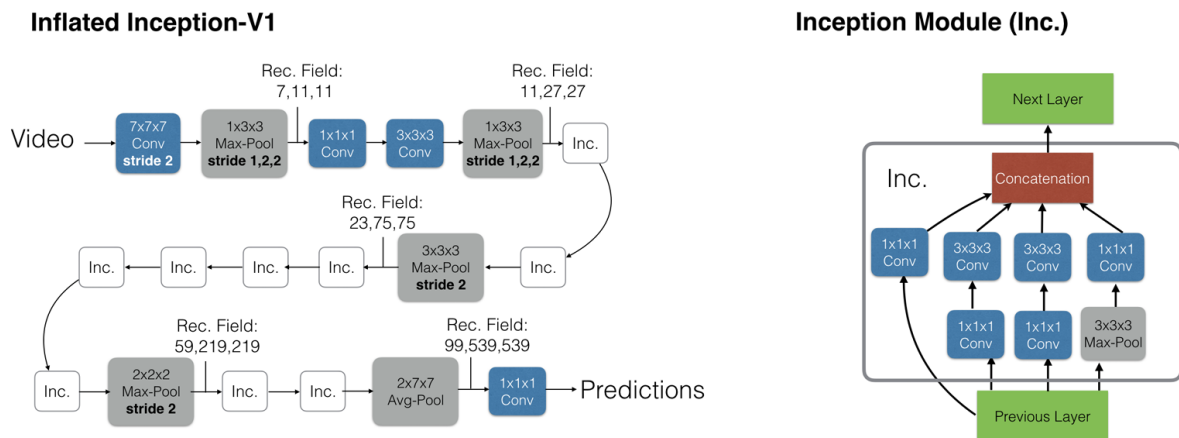 Inflated Inception-V1
Rec. Field:
7,11,11
Rec. Field:
11,27,27
Video
7x7x7
Conv
stride 2
1x3x3
Max-Pool
stride 1,2,2
1x1x1
Conv
3x3x3
Conv
1x3x3
Max-Pool
stride 1,2,2
Inc.
Rec. Field:
23,75,75
Inc.
Inc.
Inc.
Inc.
3x3x3
Max-Pool
stride 2
Inc.
Rec. Field:
59,219,219
Rec. Field:
99,539,539
Inc.
2x2x2
Max-Pool
stride 2
Inc.
Inc.
2x7x7
Avg-Pool
1x1x1
Conv
Predictions
Inception Module (Inc.)
Next Layer
Inc.
Concatenation
1x1x1
Conv
3x3x3
Conv
3x3x3
Conv
1x1x1
Conv
1x1x1
Conv
1x1x1
Conv
3x3x3
Max-Pool
Previous Layer